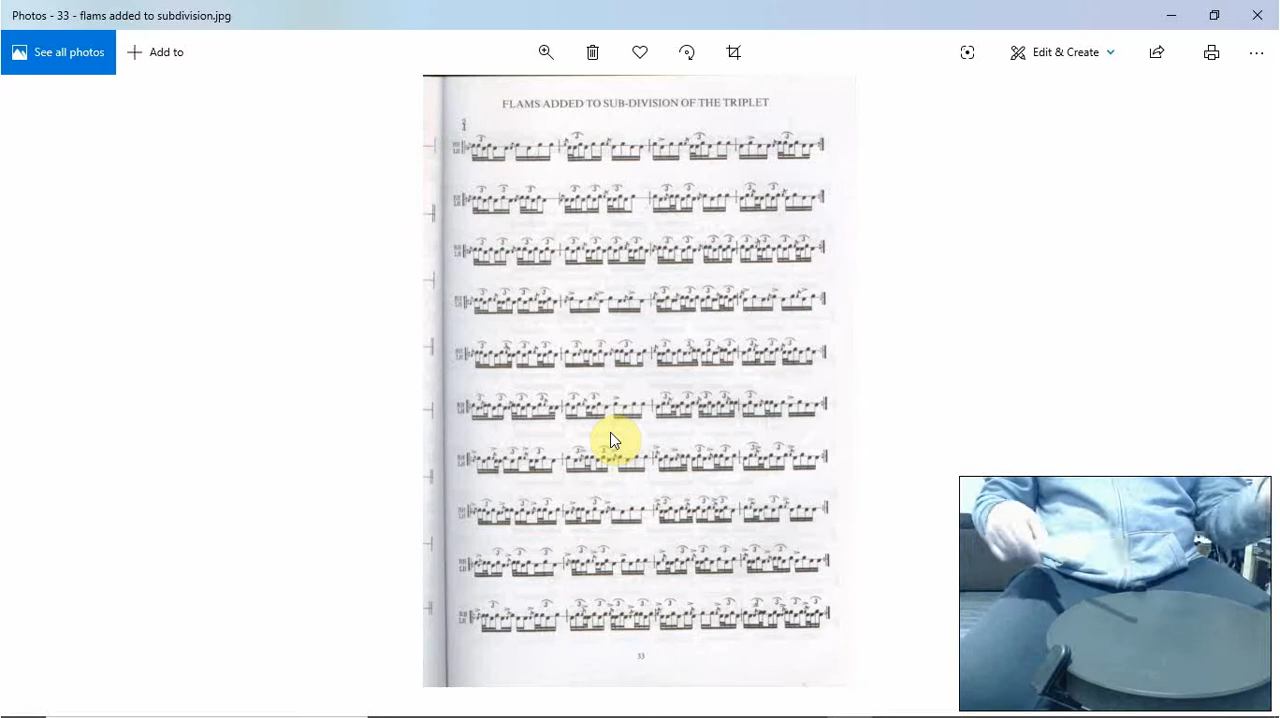 Photos - 33 - flams added to subdivision.jpg
See all photos
Add to
Edit & Create
FLAMS ADDED TO SUB-DIVISION OF THE TRIPLET
33